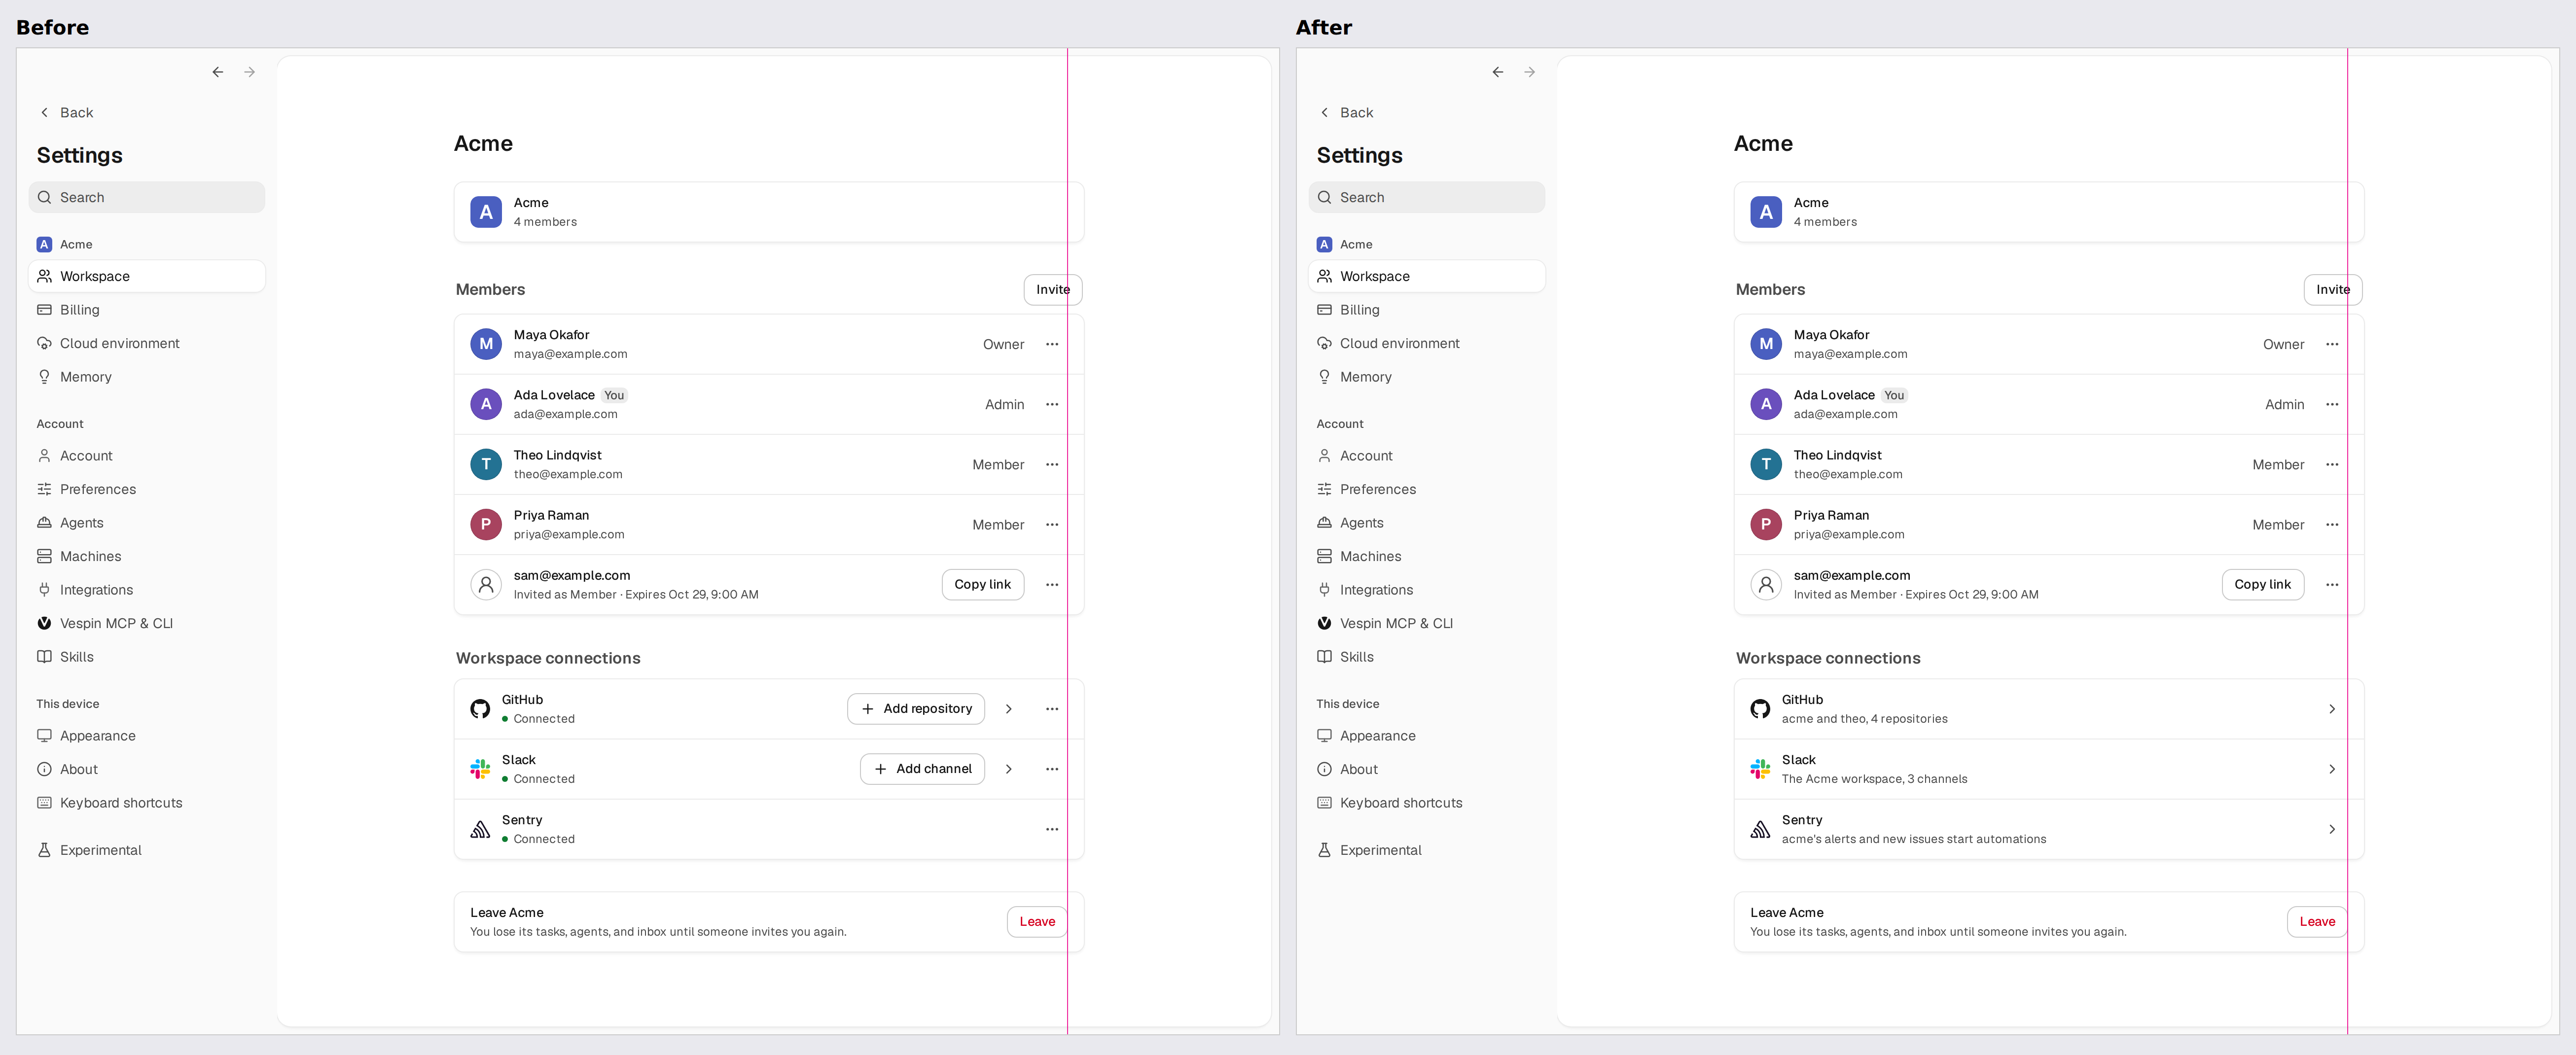 Before
Back
Settings
Search
A Acme
Workspace
Billing
Cloud environment
Memory
Account
Account
Preferences
Agents
Machines
Integrations
Vespin MCP & CLI
Skills
This device
Appearance
About
Keyboard shortcuts
Experimental
Acme
A
Acme
4 members
Members
Invite
M
Maya Okafor
maya@example.com
Owner
A
Ada Lovelace You
ada@example.com
Admin
T
Theo Lindqvist
theo@example.com
Member
P
Priya Raman
priya@example.com
Member
sam@example.com
Invited as Member · Expires Oct 29, 9:00 AM
Copy link
Workspace connections
GitHub
Connected
Add repository
Slack
Connected
Add channel
Sentry
Connected
Leave Acme
You lose its tasks, agents, and inbox until someone invites you again.
Leave
After
Back
Settings
Search
A Acme
Workspace
Billing
Cloud environment
Memory
Account
Account
Preferences
Agents
Machines
Integrations
Vespin MCP & CLI
Skills
This device
Appearance
About
Keyboard shortcuts
Experimental
Acme
A
Acme
4 members
Members
Invite
M
Maya Okafor
maya@example.com
Owner
A
Ada Lovelace You
ada@example.com
Admin
T
Theo Lindqvist
theo@example.com
Member
P
Priya Raman
priya@example.com
Member
sam@example.com
Invited as Member · Expires Oct 29, 9:00 AM
Copy link
Workspace connections
GitHub
acme and theo, 4 repositories
Slack
The Acme workspace, 3 channels
Sentry
acme's alerts and new issues start automations
Leave Acme
You lose its tasks, agents, and inbox until someone invites you again.
Leave